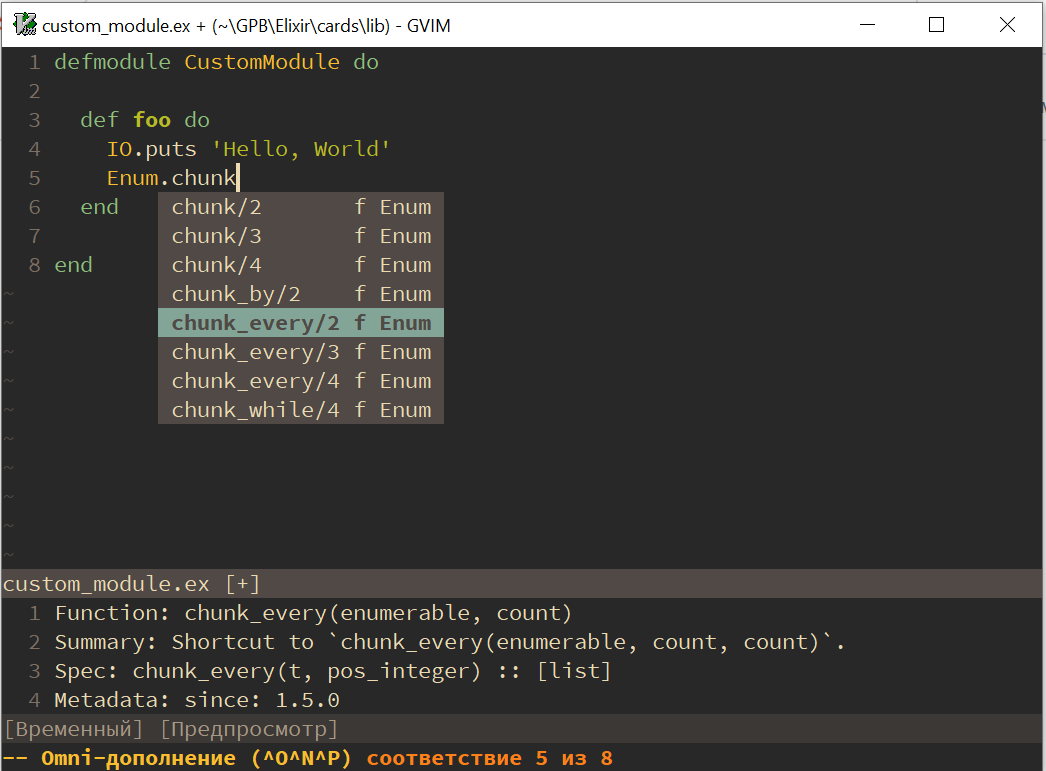 custom_module.ex + (~\GPB\Elixir\cards\lib) - GVIM
1 defmodule CustomModule do
2
3 def foo do
4 IO.puts 'Hello, World'
5 Enum.chunk
6 end
chunk/2 f Enum
7
chunk/3 f Enum
8 end
chunk/4 f Enum
~ chunk_by/2 f Enum
~ chunk_every/2 f Enum
~ chunk_every/3 f Enum
~ chunk_every/4 f Enum
~ chunk_while/4 f Enum
~
~
~
~
~
custom_module.ex [+]
1 Function: chunk_every(enumerable, count)
2 Summary: Shortcut to `chunk_every(enumerable, count, count)`.
3 Spec: chunk_every(t, pos_integer) :: [list]
4 Metadata: since: 1.5.0
[Временный] [Предпросмотр]
-- Omni-дополнение (^O^N^P) соответствие 5 из 8